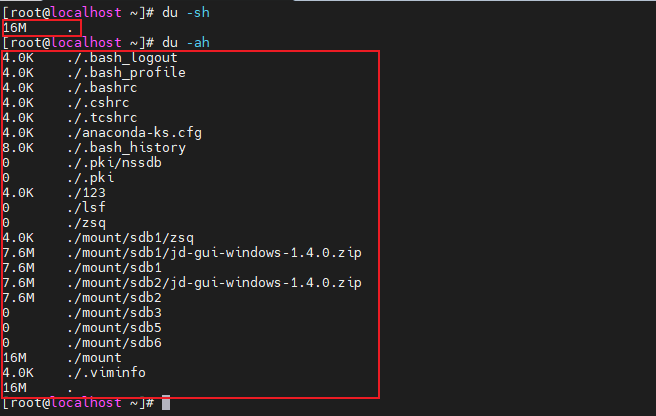 [root@localhost ~]# du -sh
16M     .
[root@localhost ~]# du -ah
4.0K    ./.bash_logout
4.0K    ./.bash_profile
4.0K    ./.bashrc
4.0K    ./.cshrc
4.0K    ./.tcshrc
4.0K    ./anaconda-ks.cfg
8.0K    ./.bash_history
0       ./.pki/nssdb
0       ./.pki
4.0K    ./123
0       ./lsf
0       ./zsq
4.0K    ./mount/sdb1/zsq
7.6M    ./mount/sdb1/jd-gui-windows-1.4.0.zip
7.6M    ./mount/sdb1
7.6M    ./mount/sdb2/jd-gui-windows-1.4.0.zip
7.6M    ./mount/sdb2
0       ./mount/sdb3
0       ./mount/sdb5
0       ./mount/sdb6
16M     ./mount
4.0K    ./.viminfo
16M     .
[root@localhost ~]#